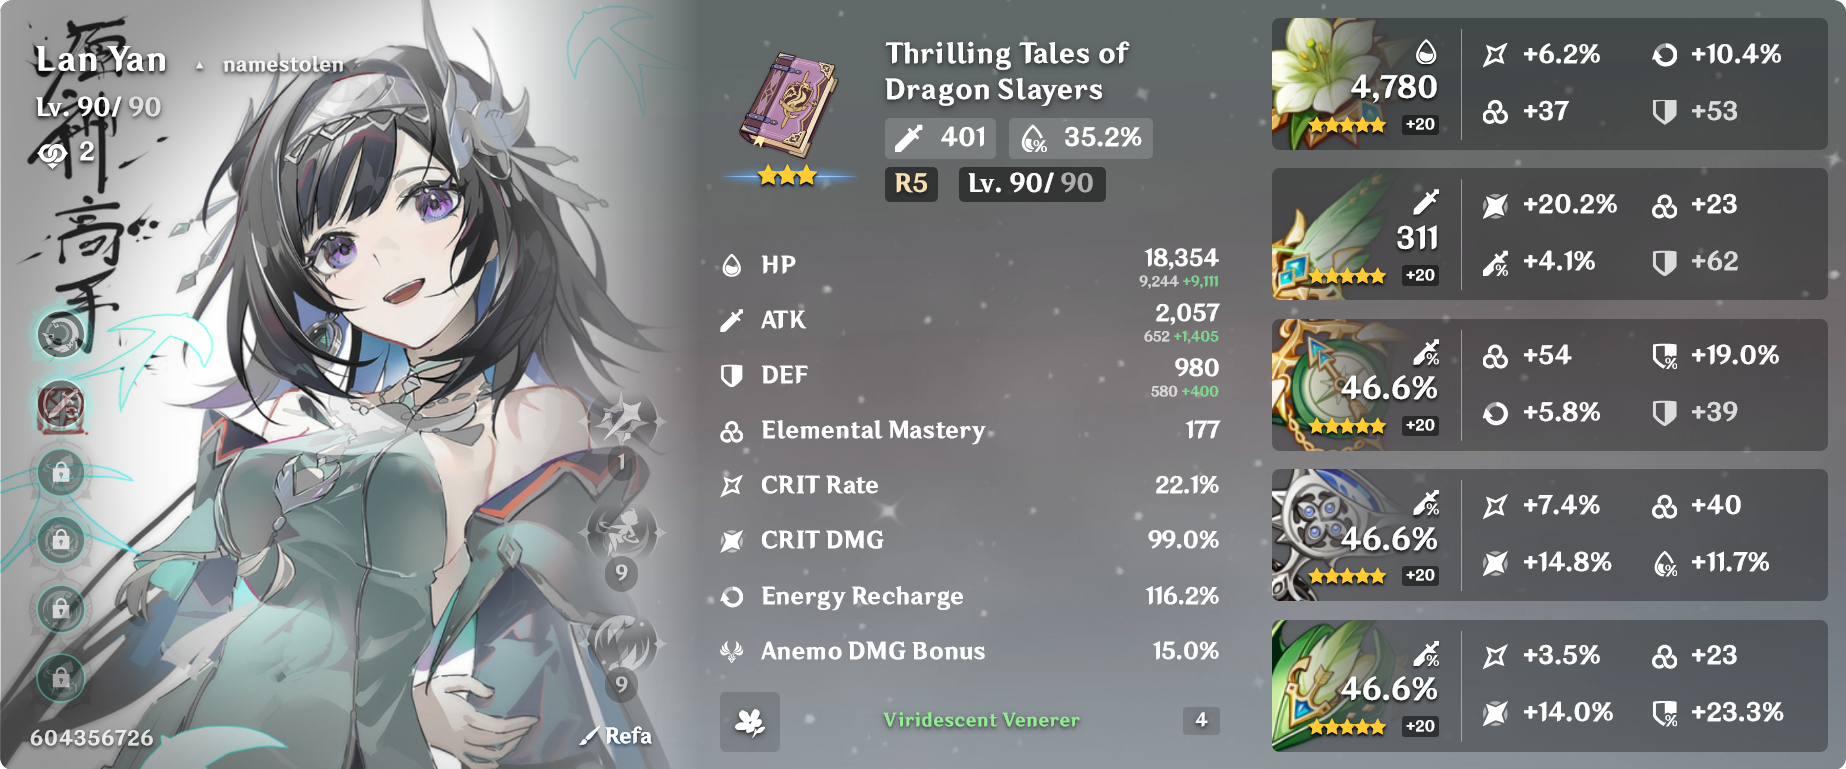 Lan Yan ▲ namestolen
Lv. 90/ 90
2
高
手
1
9
9
604356726
Refa
Thrilling Tales of
Dragon Slayers
401 35.2%
R5 Lv. 90/ 90
HP 18,354
9,244 +9,111
ATK 2,057
652 +1,405
DEF 980
580 +400
Elemental Mastery 177
CRIT Rate 22.1%
CRIT DMG 99.0%
Energy Recharge 116.2%
Anemo DMG Bonus 15.0%
Viridescent Venerer 4
4,780
+20
+6.2% +10.4%
+37 +53
311
+20
+20.2% +23
+4.1% +62
46.6%
+20
+54 +19.0%
+5.8% +39
46.6%
+20
+7.4% +40
+14.8% +11.7%
46.6%
+20
+3.5% +23
+14.0% +23.3%